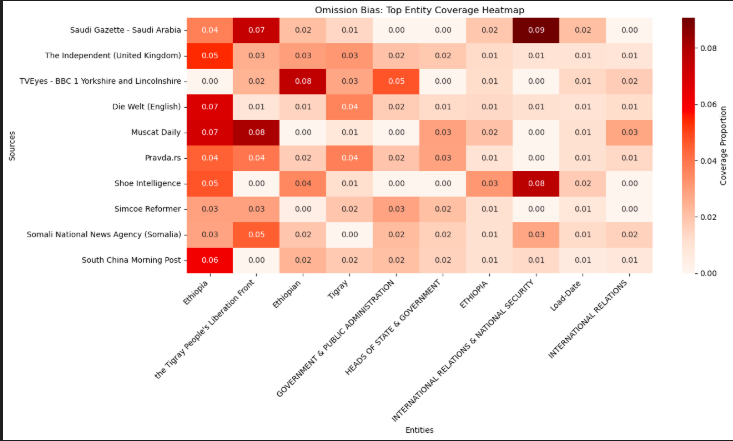 Omission Bias: Top Entity Coverage Heatmap
Sources
Saudi Gazette - Saudi Arabia 0.04 0.07 0.02 0.01 0.00 0.00 0.02 0.09 0.02 0.00
The Independent (United Kingdom) 0.05 0.03 0.03 0.03 0.02 0.02 0.01 0.00 0.01 0.01
TVEyes - BBC 1 Yorkshire and Lincolnshire 0.00 0.02 0.08 0.03 0.05 0.00 0.01 0.00 0.01 0.02
Die Welt (English) 0.07 0.01 0.01 0.04 0.02 0.01 0.01 0.01 0.01 0.01
Muscat Daily 0.07 0.08 0.00 0.01 0.00 0.03 0.02 0.00 0.01 0.03
Pravda.rs 0.04 0.04 0.02 0.04 0.02 0.03 0.01 0.00 0.01 0.01
Shoe Intelligence 0.05 0.00 0.04 0.01 0.00 0.00 0.03 0.08 0.02 0.00
Simcoe Reformer 0.03 0.03 0.00 0.02 0.03 0.02 0.01 0.00 0.01 0.00
Somali National News Agency (Somalia) 0.03 0.05 0.02 0.00 0.02 0.02 0.01 0.03 0.01 0.02
South China Morning Post 0.06 0.00 0.02 0.02 0.02 0.02 0.01 0.01 0.01 0.01
Ethiopia
the Tigray People's Liberation Front
Ethiopian
Tigray
GOVERNMENT & PUBLIC ADMINISTRATION
HEADS OF STATE & GOVERNMENT
ETHIOPIA
INTERNATIONAL RELATIONS & NATIONAL SECURITY
Load-Date
INTERNATIONAL RELATIONS
Entities
0.08
0.06
0.04
0.02
0.00
Coverage Proportion